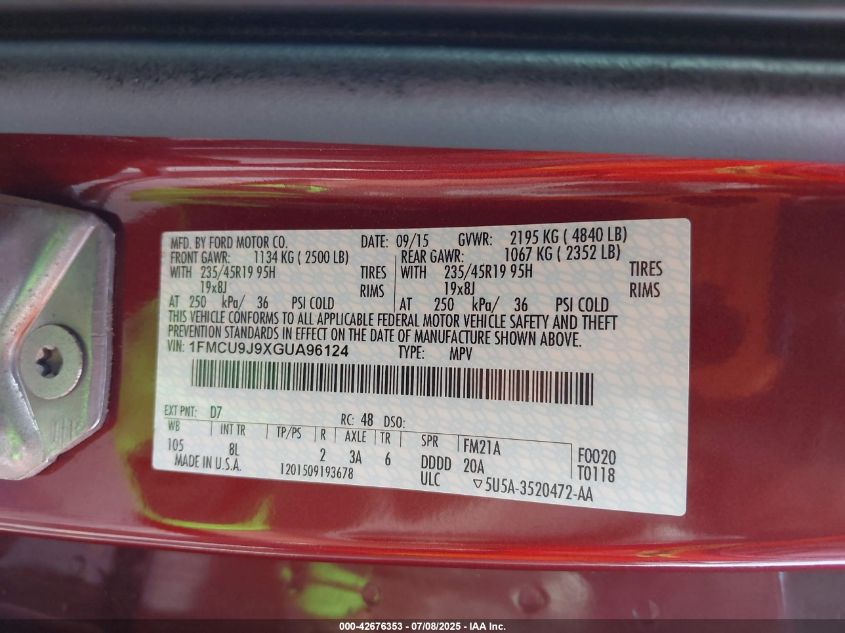 MFD. BY FORD MOTOR CO. DATE: 09/15 GVWR: 2195 KG ( 4840 LB)
FRONT GAWR: 1134 KG ( 2500 LB) REAR GAWR: 1067 KG ( 2352 LB)
WITH 235/45R19 95H TIRES WITH 235/45R19 95H TIRES
19x8J RIMS 19x8J RIMS
AT 250 kPa/ 36 PSI COLD AT 250 kPa/ 36 PSI COLD
THIS VEHICLE CONFORMS TO ALL APPLICABLE FEDERAL MOTOR VEHICLE SAFETY AND THEFT
PREVENTION STANDARDS IN EFFECT ON THE DATE OF MANUFACTURE SHOWN ABOVE.
VIN: 1FMCU9J9XGUA96124 TYPE: MPV
EXT PNT: D7 RC: 48 DSO:
WB INT TR TP/PS R AXLE TR SPR FM21A F0020
105 8L 2 3A 6 DDDD 20A T0118
MADE IN U.S.A. I201509193678 ULC ▽5U5A-3520472-AA
000-42676353 - 07/08/2025 - IAA Inc.